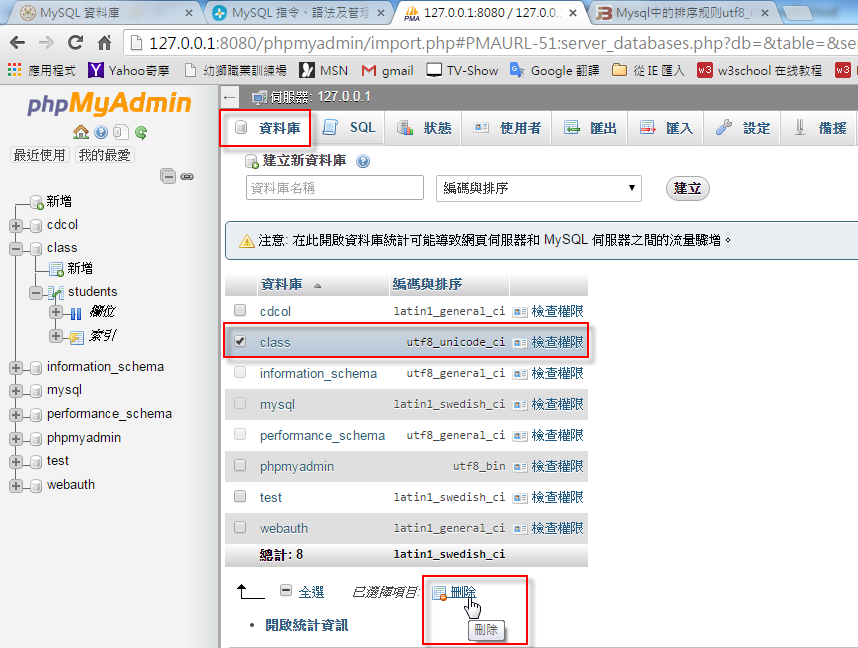 MySQL 資料庫
MySQL 指令、語法及管理
127.0.0.1:8080 / 127.0.0.
Mysql中的排序规则utf8_
127.0.0.1:8080/phpmyadmin/import.php#PMAURL-51:server_databases.php?db=&table=&se
應用程式 Yahoo奇摩 幼獅職業訓練場 MSN gmail TV-Show Google 翻譯 從 IE 匯入 w3school 在线教程
phpMyAdmin
最近使用 我的最愛
新增
cdcol
class
新增
students
欄位
索引
information_schema
mysql
performance_schema
phpmyadmin
test
webauth
伺服器: 127.0.0.1
資料庫 SQL 狀態 使用者 匯出 匯入 設定 備援
建立新資料庫
資料庫名稱 編碼與排序 建立
注意: 在此開啟資料庫統計可能導致網頁伺服器和 MySQL 伺服器之間的流量驟增。
資料庫 編碼與排序
cdcol latin1_general_ci 檢查權限
class utf8_unicode_ci 檢查權限
information_schema utf8_general_ci 檢查權限
mysql latin1_swedish_ci 檢查權限
performance_schema utf8_general_ci 檢查權限
phpmyadmin utf8_bin 檢查權限
test latin1_swedish_ci 檢查權限
webauth latin1_general_ci 檢查權限
總計: 8 latin1_swedish_ci
全選 已選擇項目: 刪除
刪除
開啟統計資訊